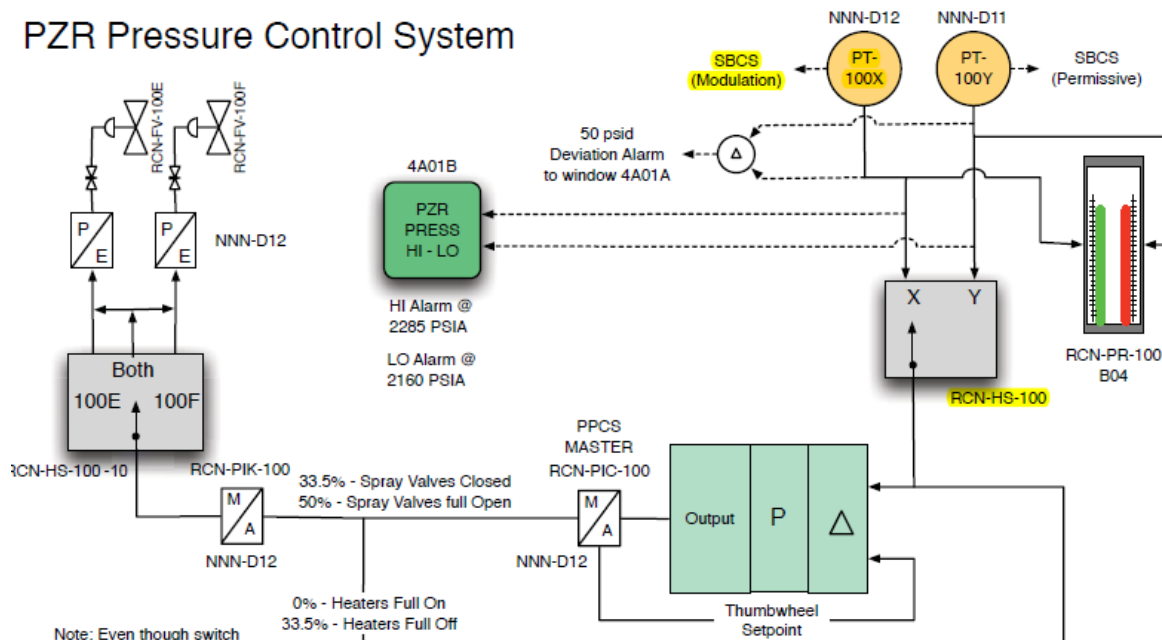 PZR Pressure Control System
NNN-D12
NNN-D11
SBCS
(Modulation)
PT-
100X
PT-
100Y
SBCS
(Permissive)
RCN-FV-100E
RCN-FV-100F
50 psid
Deviation Alarm
to window 4A01A
Δ
4A01B
PZR
PRESS
HI - LO
P
E
P
E
NNN-D12
HI Alarm @
2285 PSIA
LO Alarm @
2160 PSIA
X Y
RCN-PR-100
B04
RCN-HS-100
Both
100E 100F
RCN-HS-100 -10
RCN-PIK-100
M
A
NNN-D12
33.5% - Spray Valves Closed
50% - Spray Valves full Open
PPCS
MASTER
RCN-PIC-100
M
A
NNN-D12
Output
P
Δ
Thumbwheel
Setpoint
0% - Heaters Full On
33.5% - Heaters Full Off
Note: Even though switch